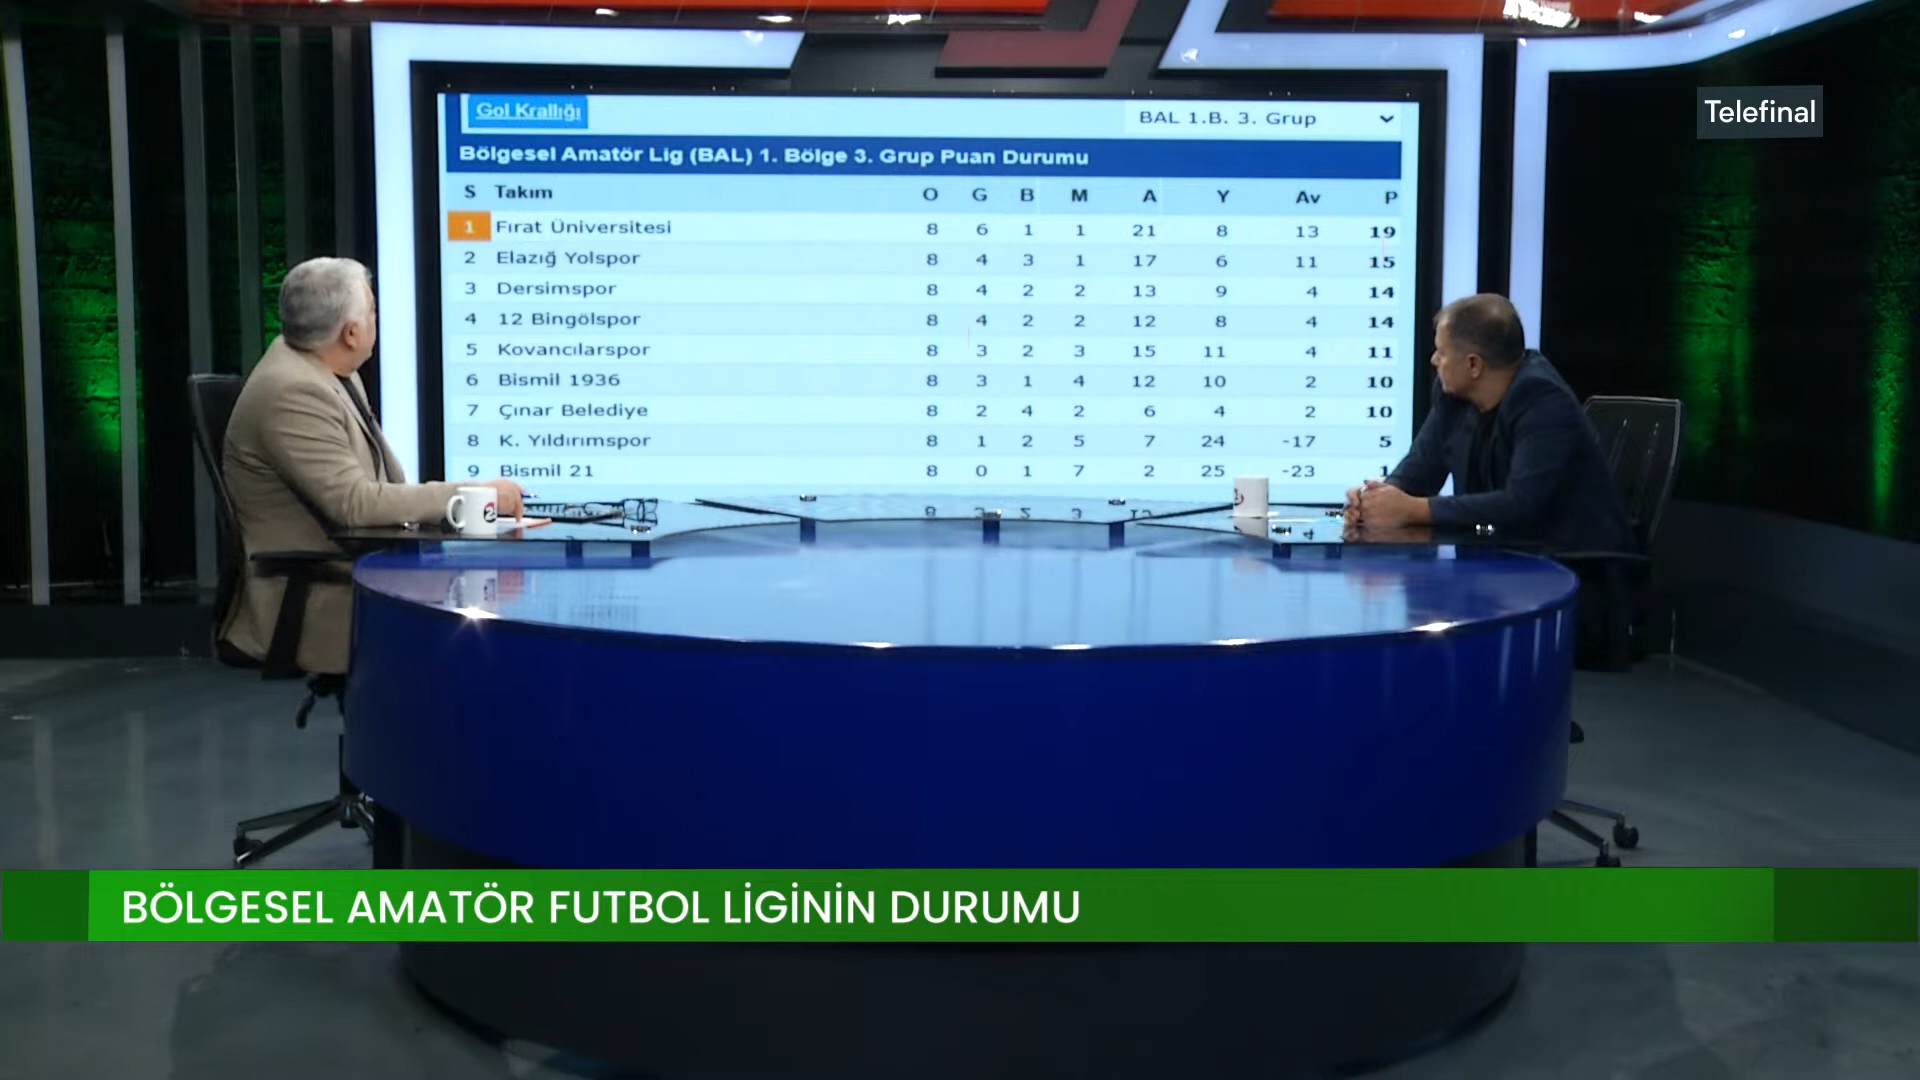 Gol Krallığı
BAL 1.B. 3. Grup
Telefinal
Bölgesel Amatör Lig (BAL) 1. Bölge 3. Grup Puan Durumu
S Takım O G B M A Y Av P
1 Fırat Üniversitesi 8 6 1 1 21 8 13 19
2 Elazığ Yolspor 8 4 3 1 17 6 11 15
3 Dersimspor 8 4 2 2 13 9 4 14
4 12 Bingölspor 8 4 2 2 12 8 4 14
5 Kovancılarspor 8 3 2 3 15 11 4 11
6 Bismil 1936 8 3 1 4 12 10 2 10
7 Çınar Belediye 8 2 4 2 6 4 2 10
8 K. Yıldırımspor 8 1 2 5 7 24 -17 5
9 Bismil 21 8 0 1 7 2 25 -23 1
BÖLGESEL AMATÖR FUTBOL LİGİNİN DURUMU